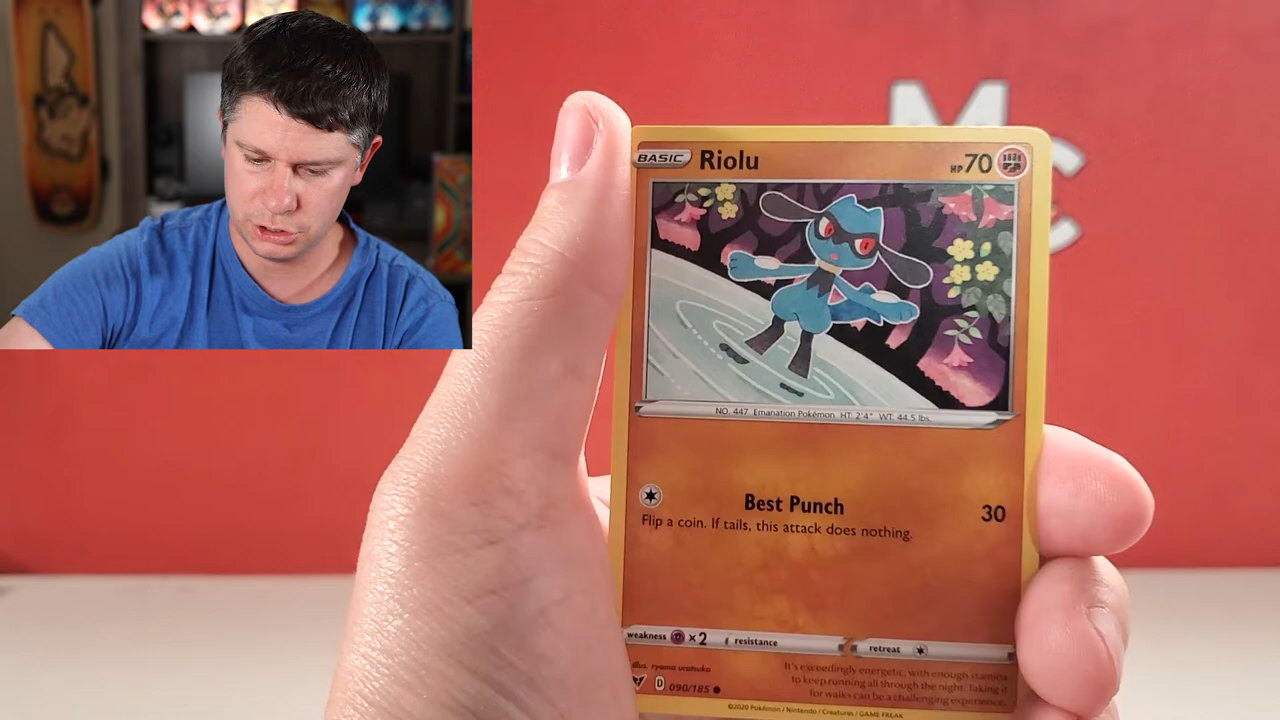 M
C
BASIC Riolu HP70
NO. 447 Emanation Pokémon HT: 2'4" WT: 44.5 lbs.
Best Punch 30
Flip a coin. If tails, this attack does nothing.
weakness ×2 resistance retreat
illus. ryoma uratsuka
It's exceedingly energetic, with enough stamina
to keep running all through the night. Taking it
for walks can be a challenging experience.
D 090/185
©2020 Pokémon / Nintendo / Creatures / GAME FREAK